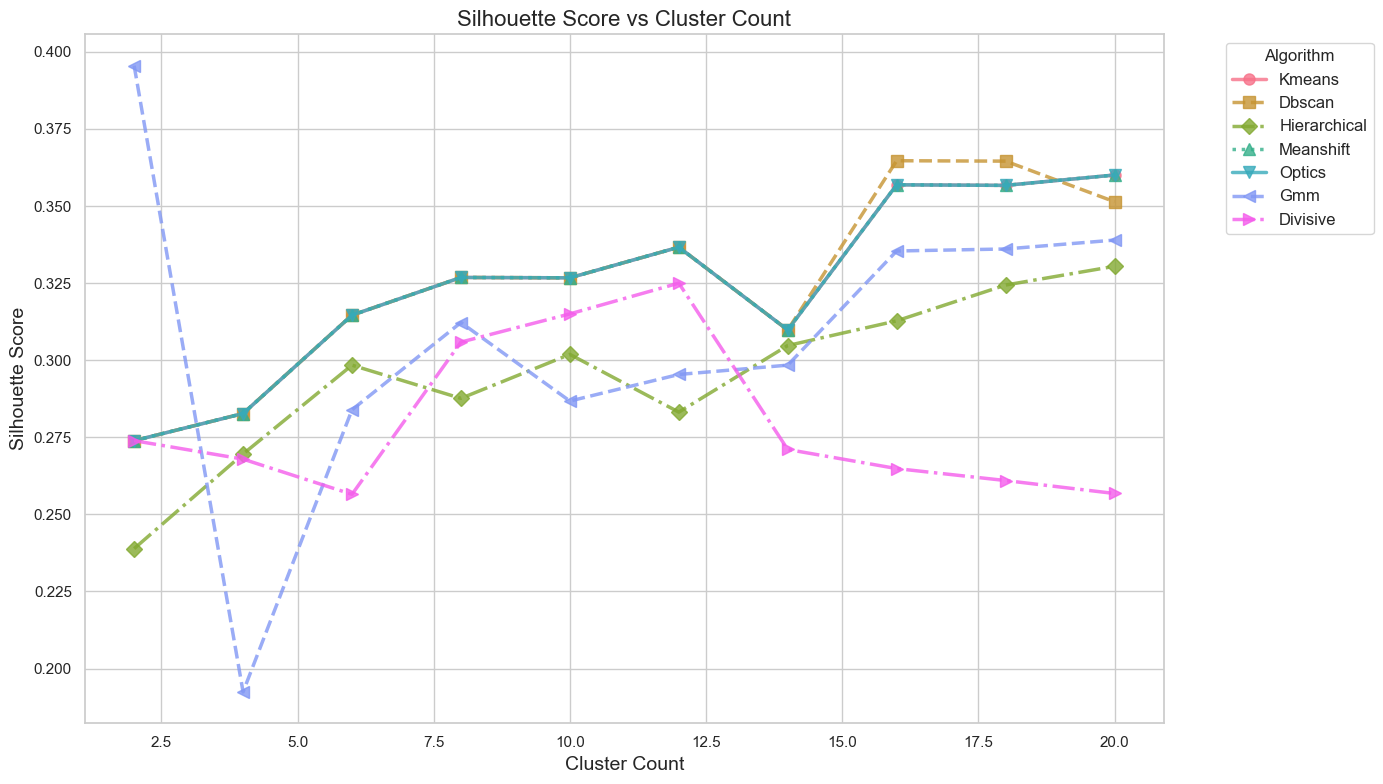 Silhouette Score vs Cluster Count
Silhouette Score
0.400
0.375
0.350
0.325
0.300
0.275
0.250
0.225
0.200
2.5 5.0 7.5 10.0 12.5 15.0 17.5 20.0
Cluster Count
Algorithm
Kmeans
Dbscan
Hierarchical
Meanshift
Optics
Gmm
Divisive